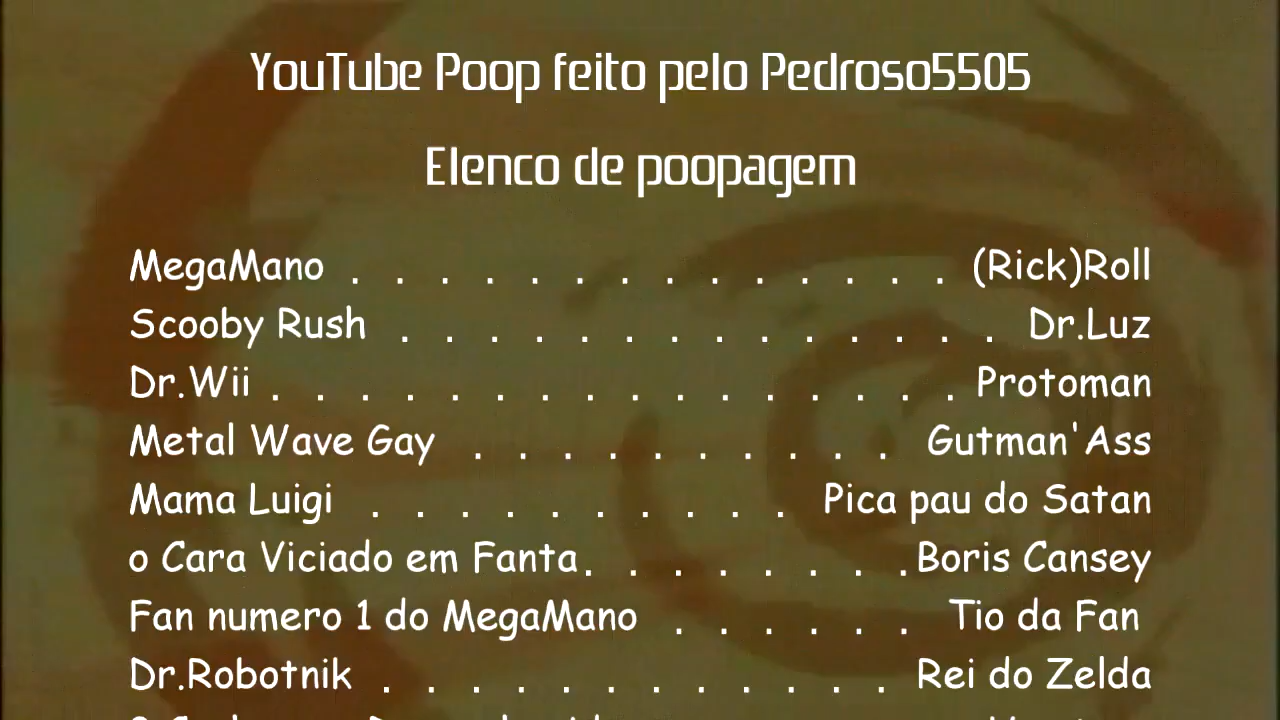 YouTube Poop feito pelo Pedroso5505
Elenco de poopagem
MegaMano . . . . . . . . . . . . . . (Rick)Roll
Scooby Rush . . . . . . . . . . . . . . Dr.Luz
Dr.Wii . . . . . . . . . . . . . . . . Protoman
Metal Wave Gay . . . . . . . . . . Gutman'Ass
Mama Luigi . . . . . . . . . . Pica pau do Satan
o Cara Viciado em Fanta. . . . . . . . Boris Cansey
Fan numero 1 do MegaMano . . . . . . Tio da Fan
Dr.Robotnik . . . . . . . . . . . . Rei do Zelda